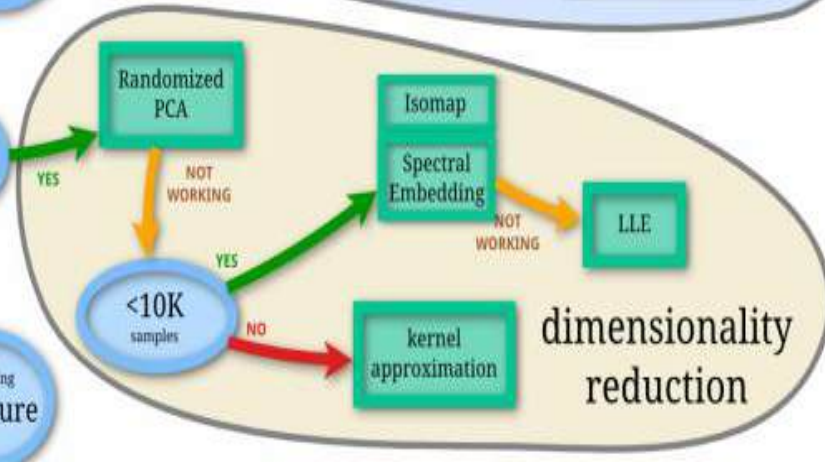 Randomized
PCA
YES
NOT
WORKING
Isomap
Spectral
Embedding
NOT
WORKING
LLE
YES
<10K
samples
NO
kernel
approximation
dimensionality
reduction
ng
ure